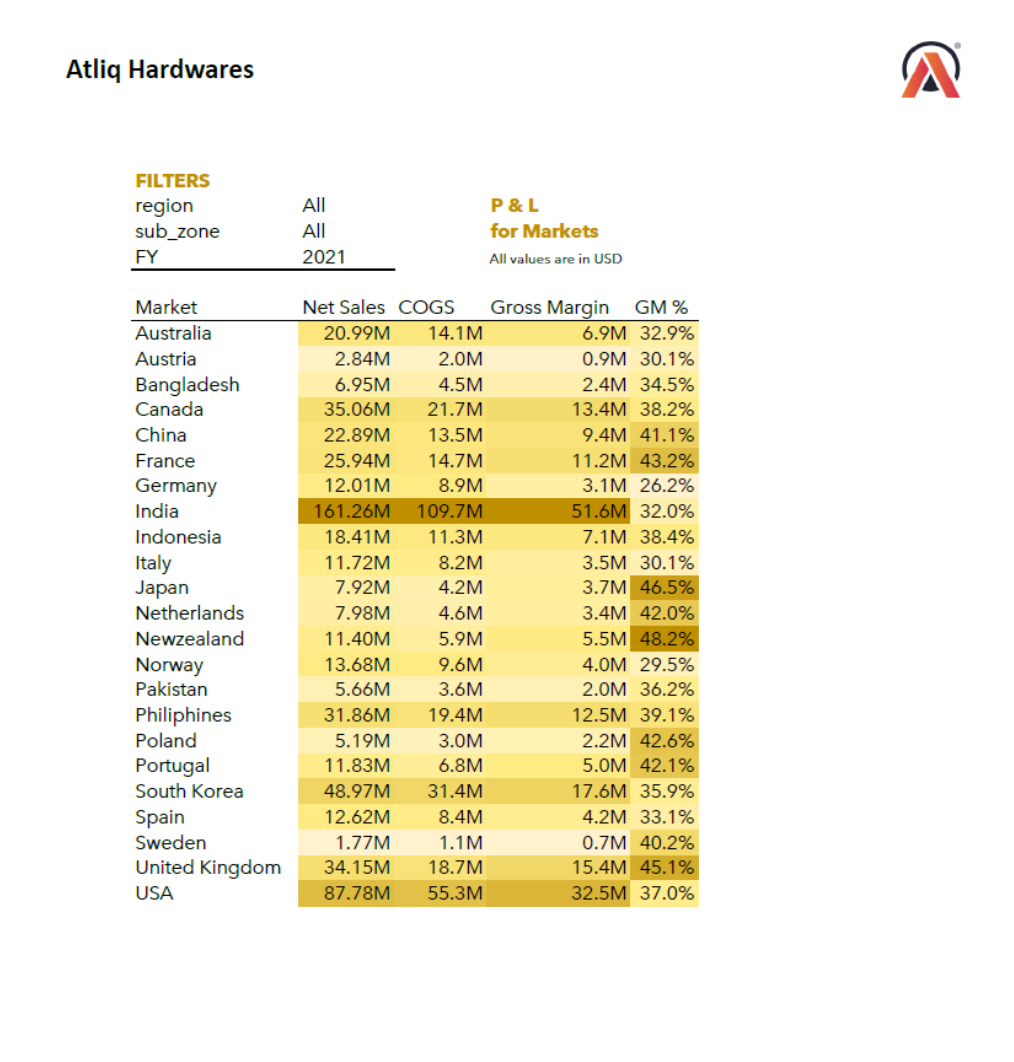 Atliq Hardwares
FILTERS
region All P & L
sub_zone All for Markets
FY 2021 All values are in USD
Market Net Sales COGS Gross Margin GM %
Australia 20.99M 14.1M 6.9M 32.9%
Austria 2.84M 2.0M 0.9M 30.1%
Bangladesh 6.95M 4.5M 2.4M 34.5%
Canada 35.06M 21.7M 13.4M 38.2%
China 22.89M 13.5M 9.4M 41.1%
France 25.94M 14.7M 11.2M 43.2%
Germany 12.01M 8.9M 3.1M 26.2%
India 161.26M 109.7M 51.6M 32.0%
Indonesia 18.41M 11.3M 7.1M 38.4%
Italy 11.72M 8.2M 3.5M 30.1%
Japan 7.92M 4.2M 3.7M 46.5%
Netherlands 7.98M 4.6M 3.4M 42.0%
Newzealand 11.40M 5.9M 5.5M 48.2%
Norway 13.68M 9.6M 4.0M 29.5%
Pakistan 5.66M 3.6M 2.0M 36.2%
Philiphines 31.86M 19.4M 12.5M 39.1%
Poland 5.19M 3.0M 2.2M 42.6%
Portugal 11.83M 6.8M 5.0M 42.1%
South Korea 48.97M 31.4M 17.6M 35.9%
Spain 12.62M 8.4M 4.2M 33.1%
Sweden 1.77M 1.1M 0.7M 40.2%
United Kingdom 34.15M 18.7M 15.4M 45.1%
USA 87.78M 55.3M 32.5M 37.0%